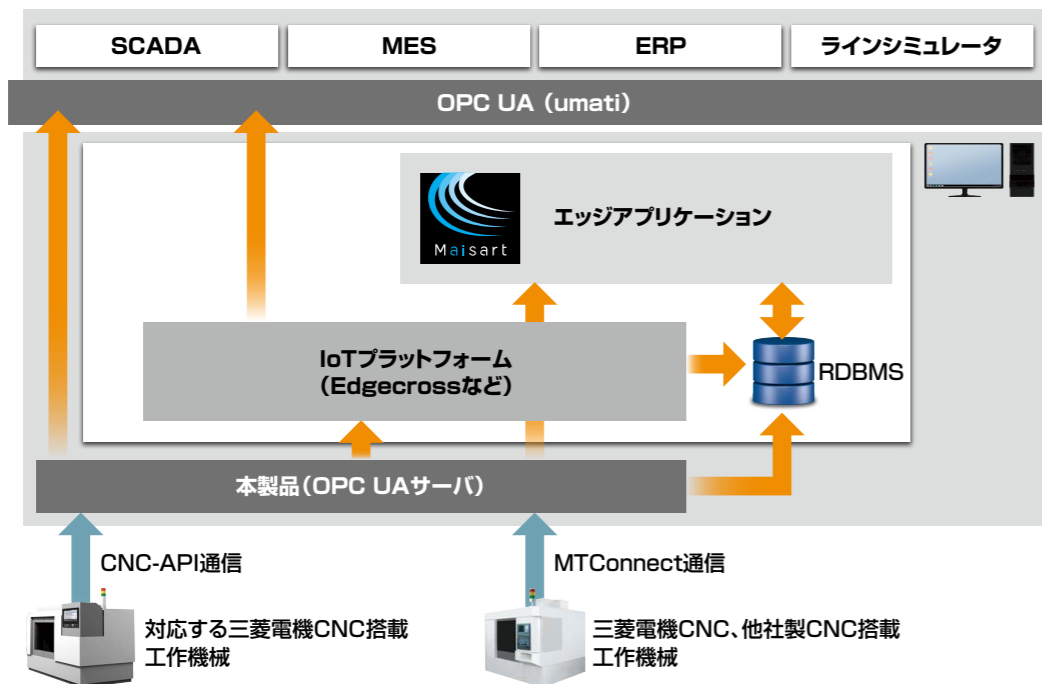 SCADA
MES
ERP
ラインシミュレータ
OPC UA（umati）
Maisart
エッジアプリケーション
IoTプラットフォーム
（Edgecrossなど）
RDBMS
本製品（OPC UAサーバ）
CNC-API通信
MTConnect通信
対応する三菱電機CNC搭載
工作機械
三菱電機CNC、他社製CNC搭載
工作機械